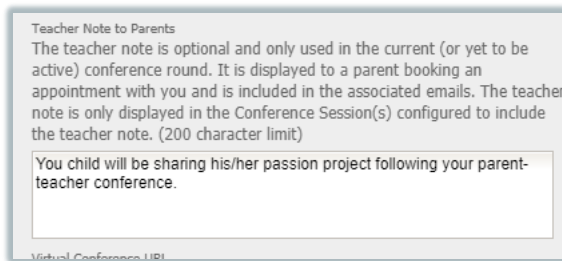 Teacher Note to Parents
The teacher note is optional and only used in the current (or yet to be
active) conference round. It is displayed to a parent booking an
appointment with you and is included in the associated emails. The teacher
note is only displayed in the Conference Session(s) configured to include
the teacher note. (200 character limit)
You child will be sharing his/her passion project following your parent-
teacher conference.
Virtual Conference URL